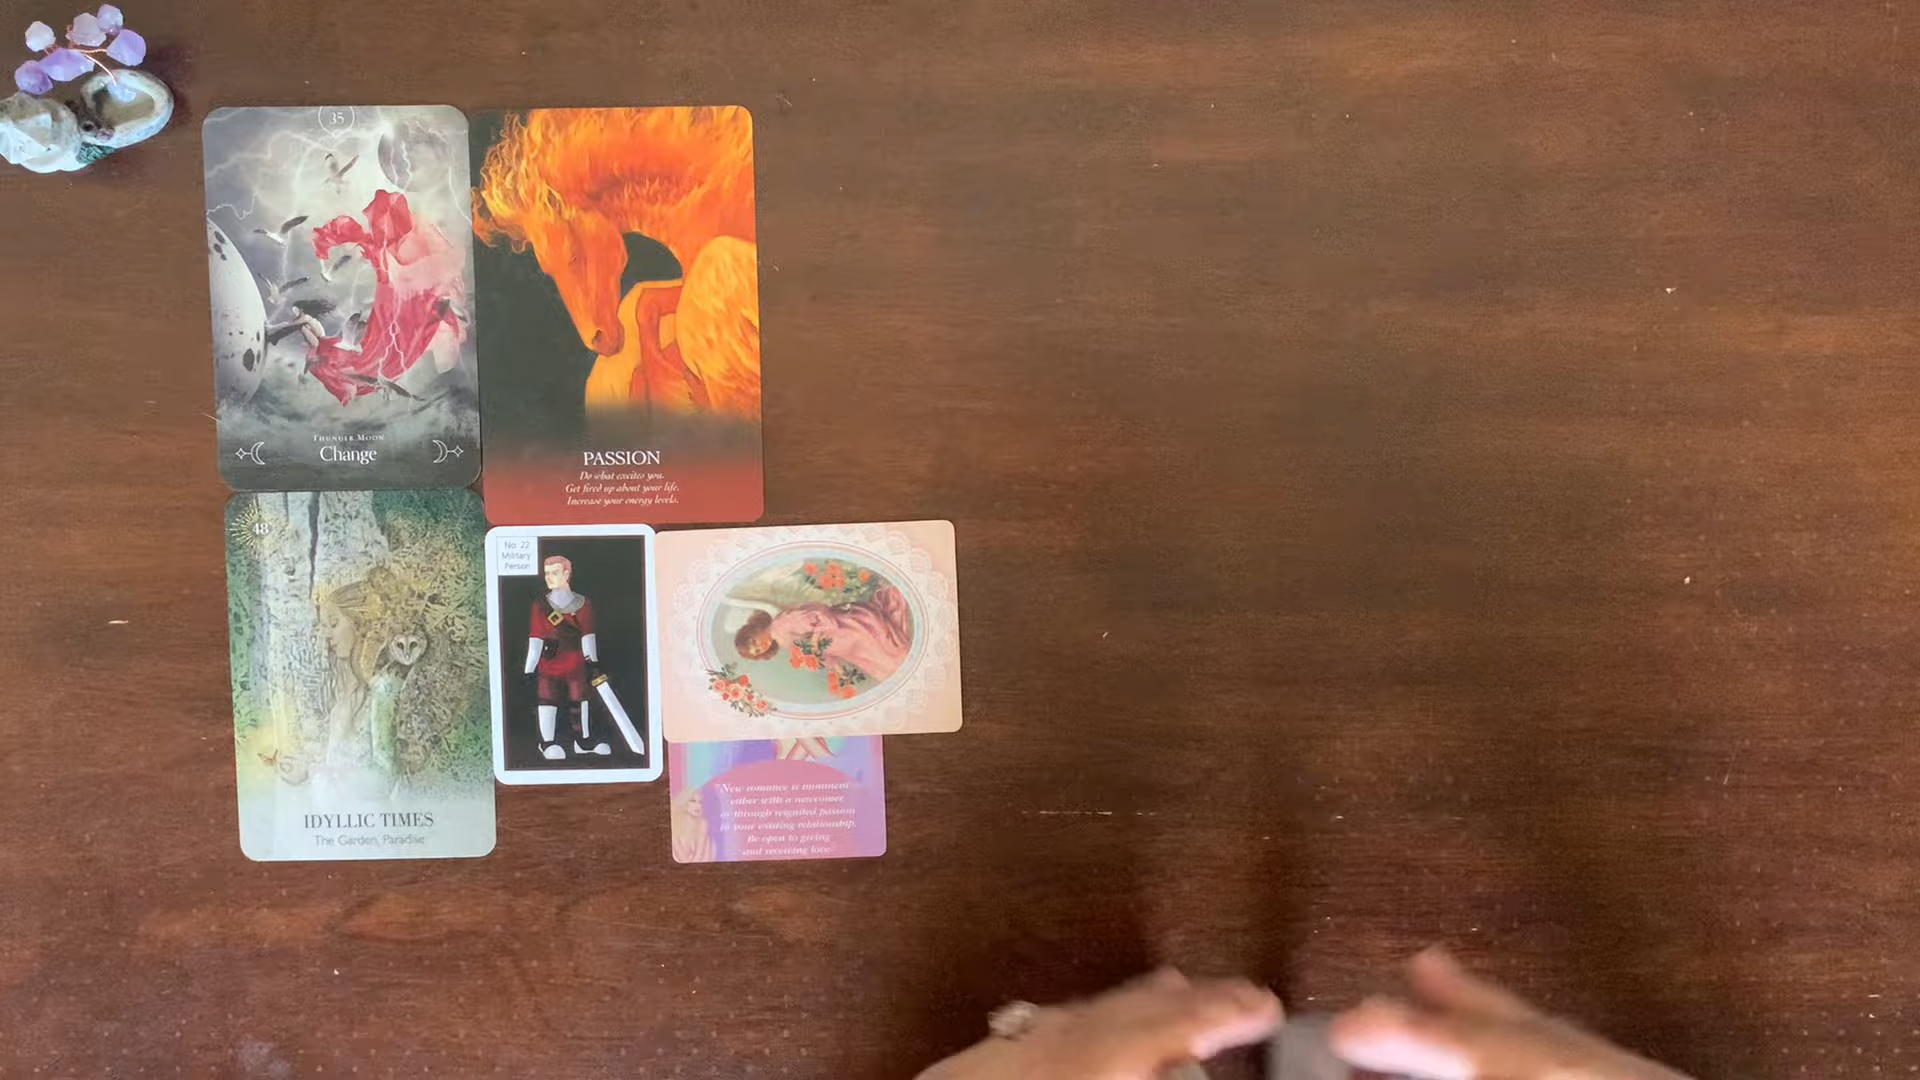 35
THUNDER MOON
Change
PASSION
Do what excites you.
Get fired up about your life.
Increase your energy levels.
48
IDYLLIC TIMES
The Garden, Paradise
No. 22
Military
Person
New romance is imminent
either with a newcomer
or through reignited passion
in your existing relationship.
Be open to giving
and receiving love.